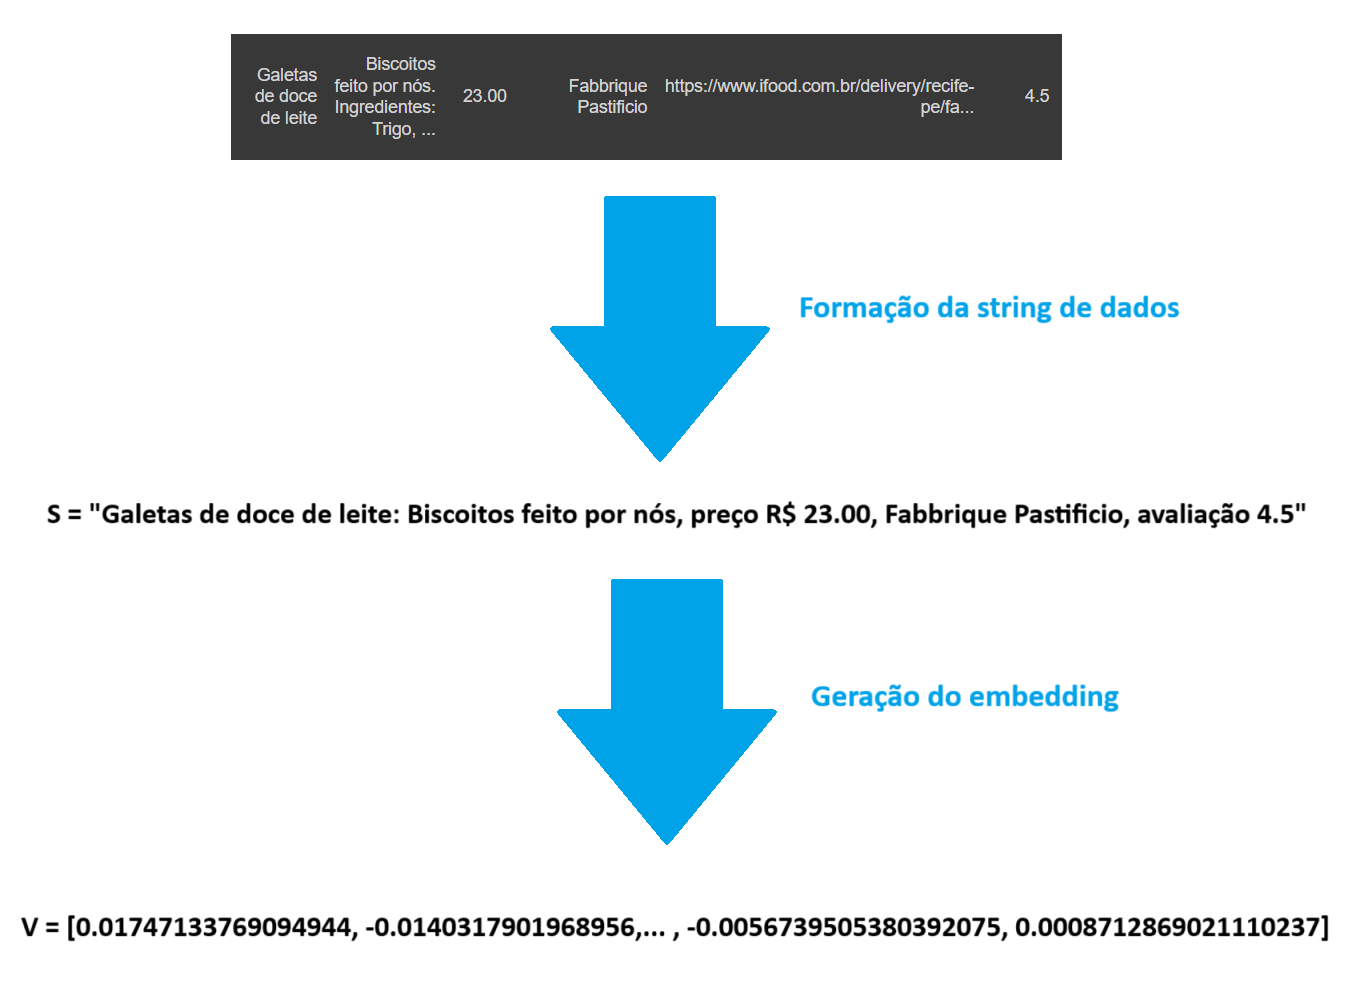 Galetas
de doce
de leite
Biscoitos
feito por nós.
Ingredientes:
Trigo, ...
23.00
Fabbrique
Pastificio
https://www.ifood.com.br/delivery/recife-
pe/fa...
4.5
Formação da string de dados
S = "Galetas de doce de leite: Biscoitos feito por nós, preço R$ 23.00, Fabbrique Pastificio, avaliação 4.5"
Geração do embedding
V = [0.01747133769094944, -0.0140317901968956,... , -0.0056739505380392075, 0.0008712869021110237]